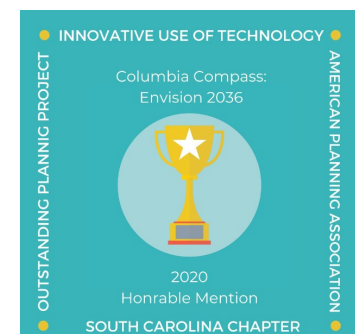 INNOVATIVE USE OF TECHNOLOGY
OUTSTANDING PLANNIG PROJECT
AMERICAN PLANNING ASSOCIATION
Columbia Compass:
Envision 2036
2020
Honrable Mention
SOUTH CAROLINA CHAPTER